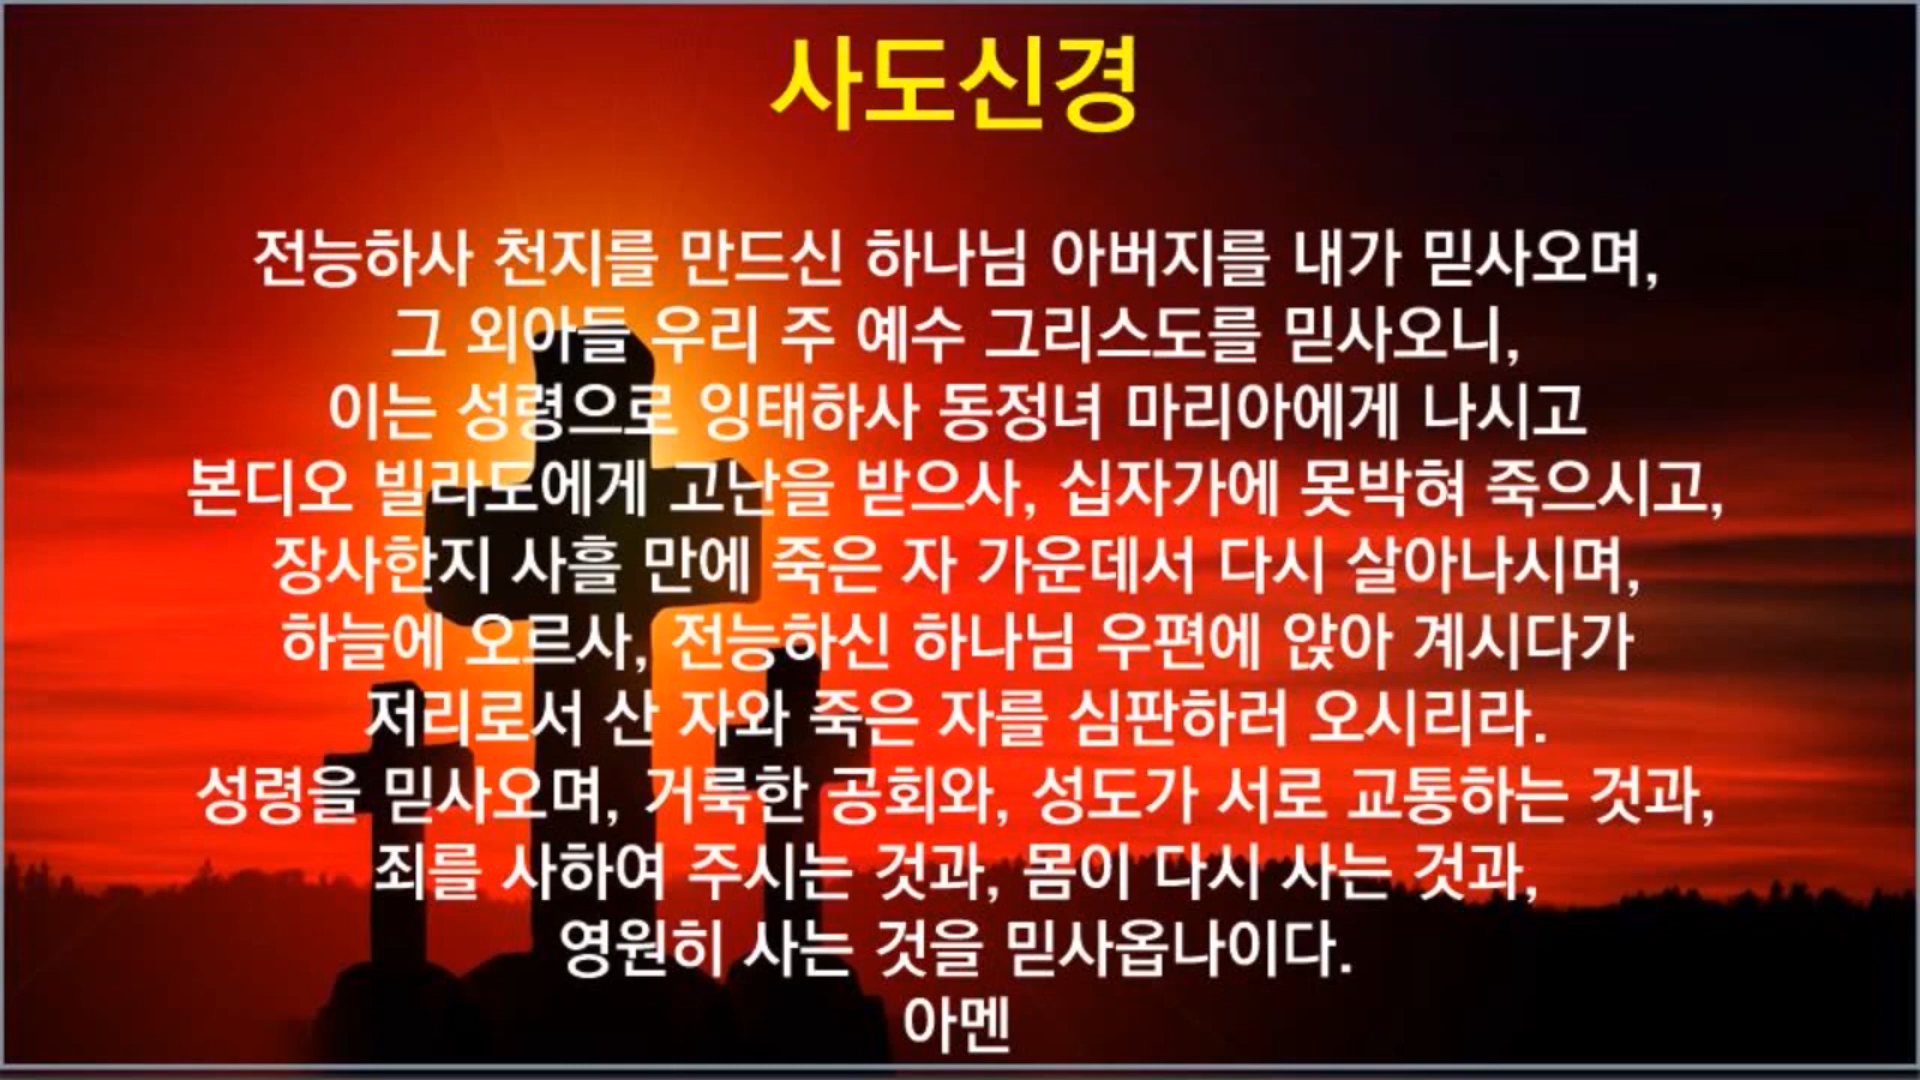 사도신경
전능하사 천지를 만드신 하나님 아버지를 내가 믿사오며,
그 외아들 우리 주 예수 그리스도를 믿사오니,
이는 성령으로 잉태하사 동정녀 마리아에게 나시고
본디오 빌라도에게 고난을 받으사, 십자가에 못박혀 죽으시고,
장사한지 사흘 만에 죽은 자 가운데서 다시 살아나시며,
하늘에 오르사, 전능하신 하나님 우편에 앉아 계시다가
저리로서 산 자와 죽은 자를 심판하러 오시리라.
성령을 믿사오며, 거룩한 공회와, 성도가 서로 교통하는 것과,
죄를 사하여 주시는 것과, 몸이 다시 사는 것과,
영원히 사는 것을 믿사옵나이다.
아멘